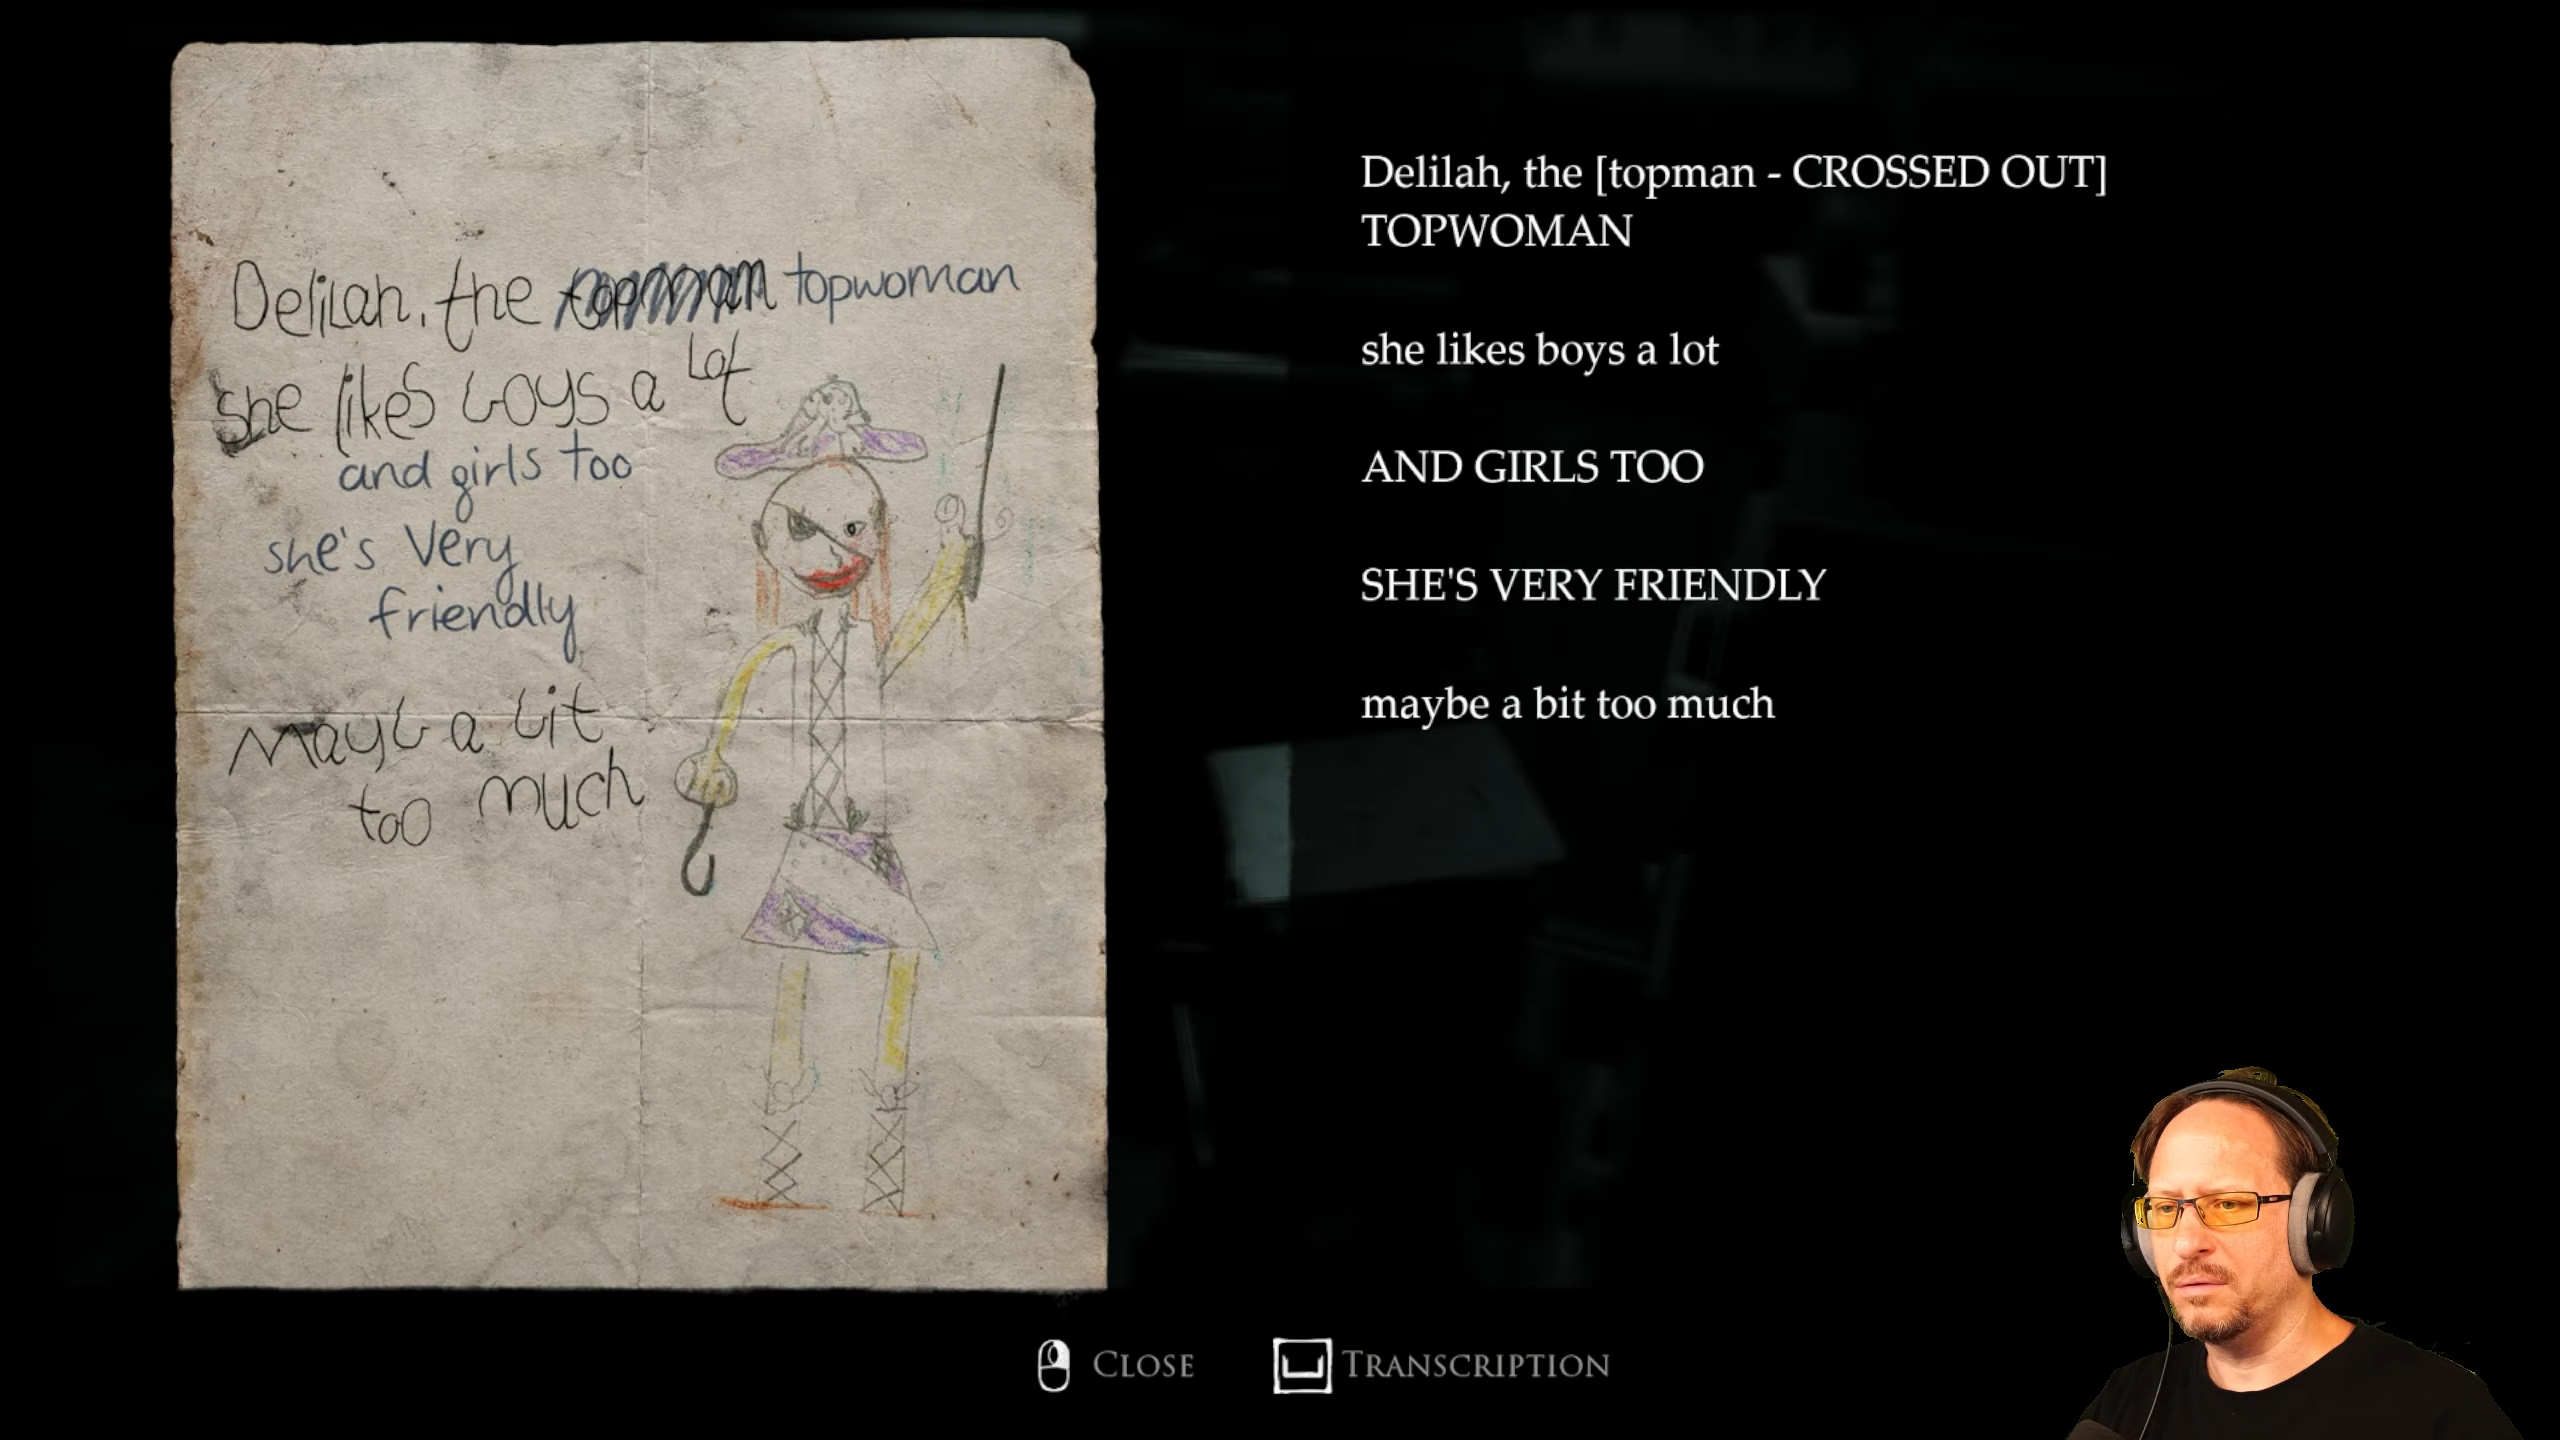 Delilah, the topman topwoman
she likes boys a lot
and girls too
she's very
friendly
Mayb a bit
too much
Delilah, the [topman - CROSSED OUT]
TOPWOMAN
she likes boys a lot
AND GIRLS TOO
SHE'S VERY FRIENDLY
maybe a bit too much
CLOSE
TRANSCRIPTION